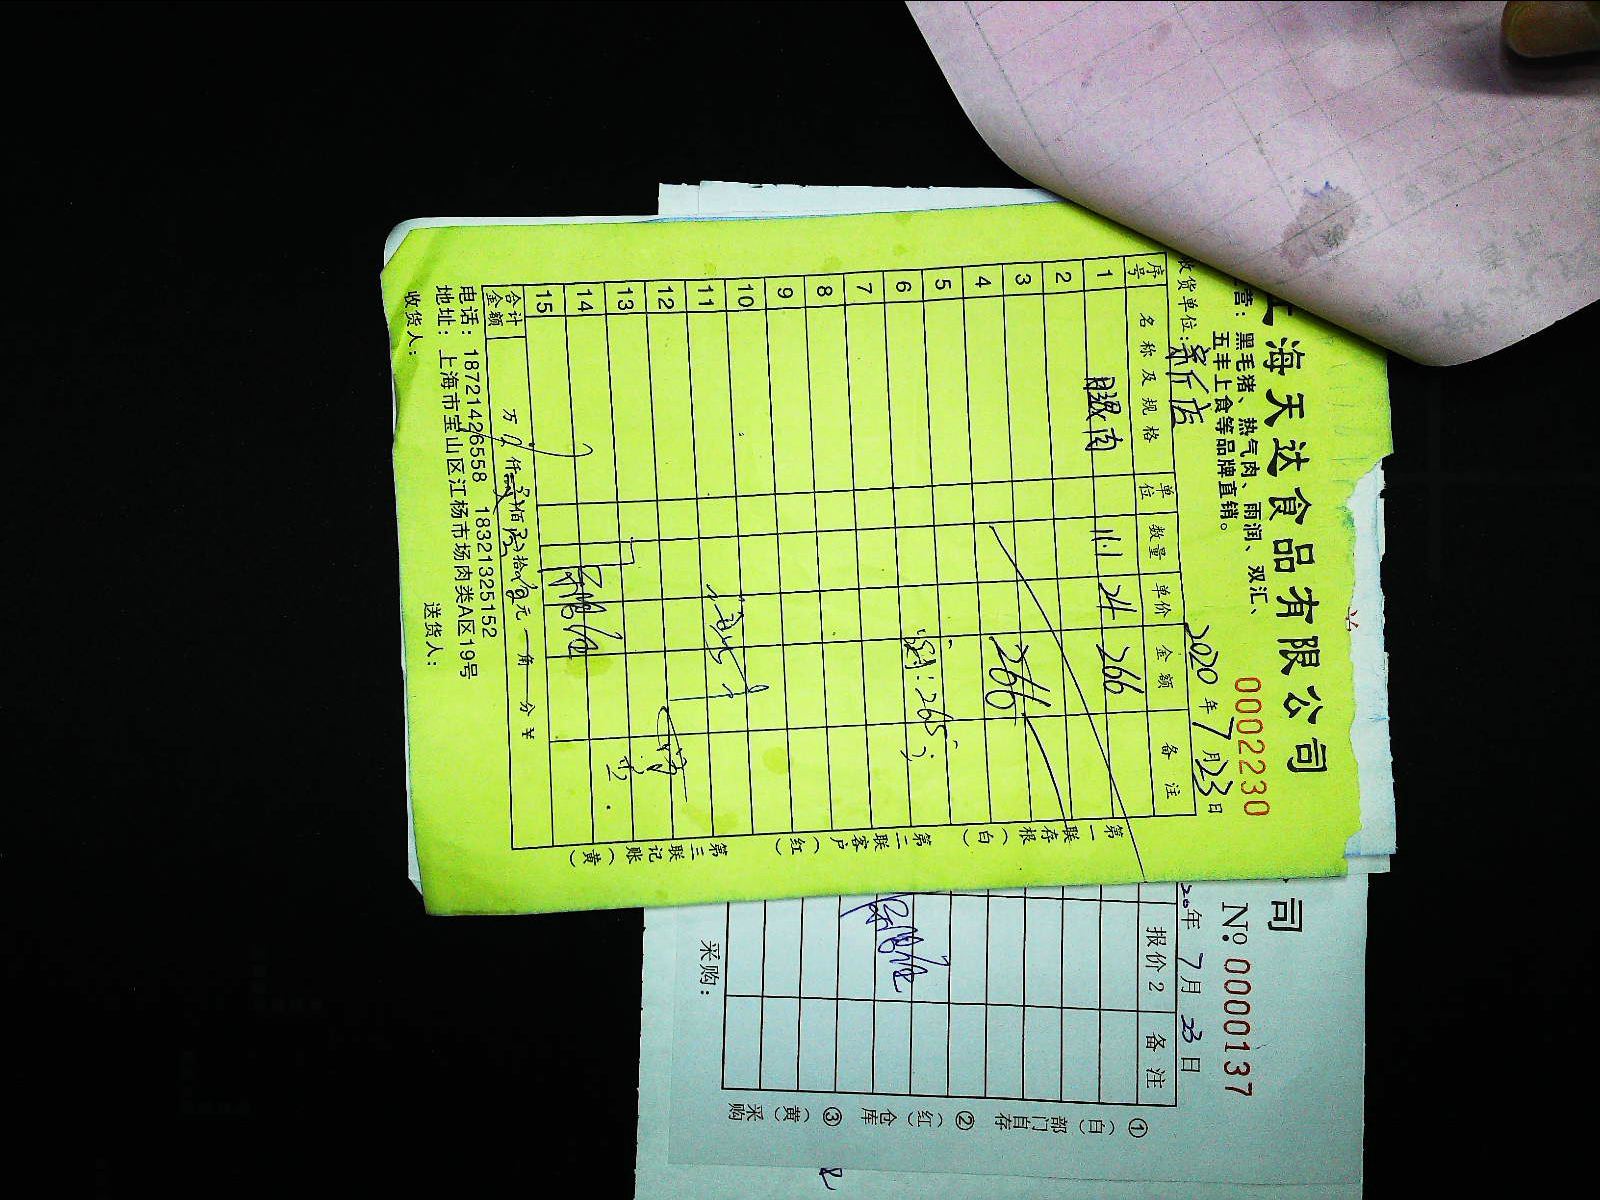 海天达食品有限公司
0002230
营：黑毛猪、热气肉、雨润、双汇、
五丰上食等品牌直销。
收货单位：
2020年7月23日
序号 名称及规格 单位 数量 单价 金额 备注
1 腿肉 11.1 24 266
2
3
4 266
5
6
7
8
9
10
11
12
13
14
15
合计金额 万 仟 佰 拾 元 角 分 ￥
电话：18721426558 18321325152
地址：上海市宝山区江杨市场肉类A区19号
收货人： 送货人：
第一联存根（白） 第二联客户（红） 第三联记账（黄）
司
№:0000137
年7月23日
报价2 备注
采购：
①（白）部门自存 ②（红）仓库 ③（黄）采购